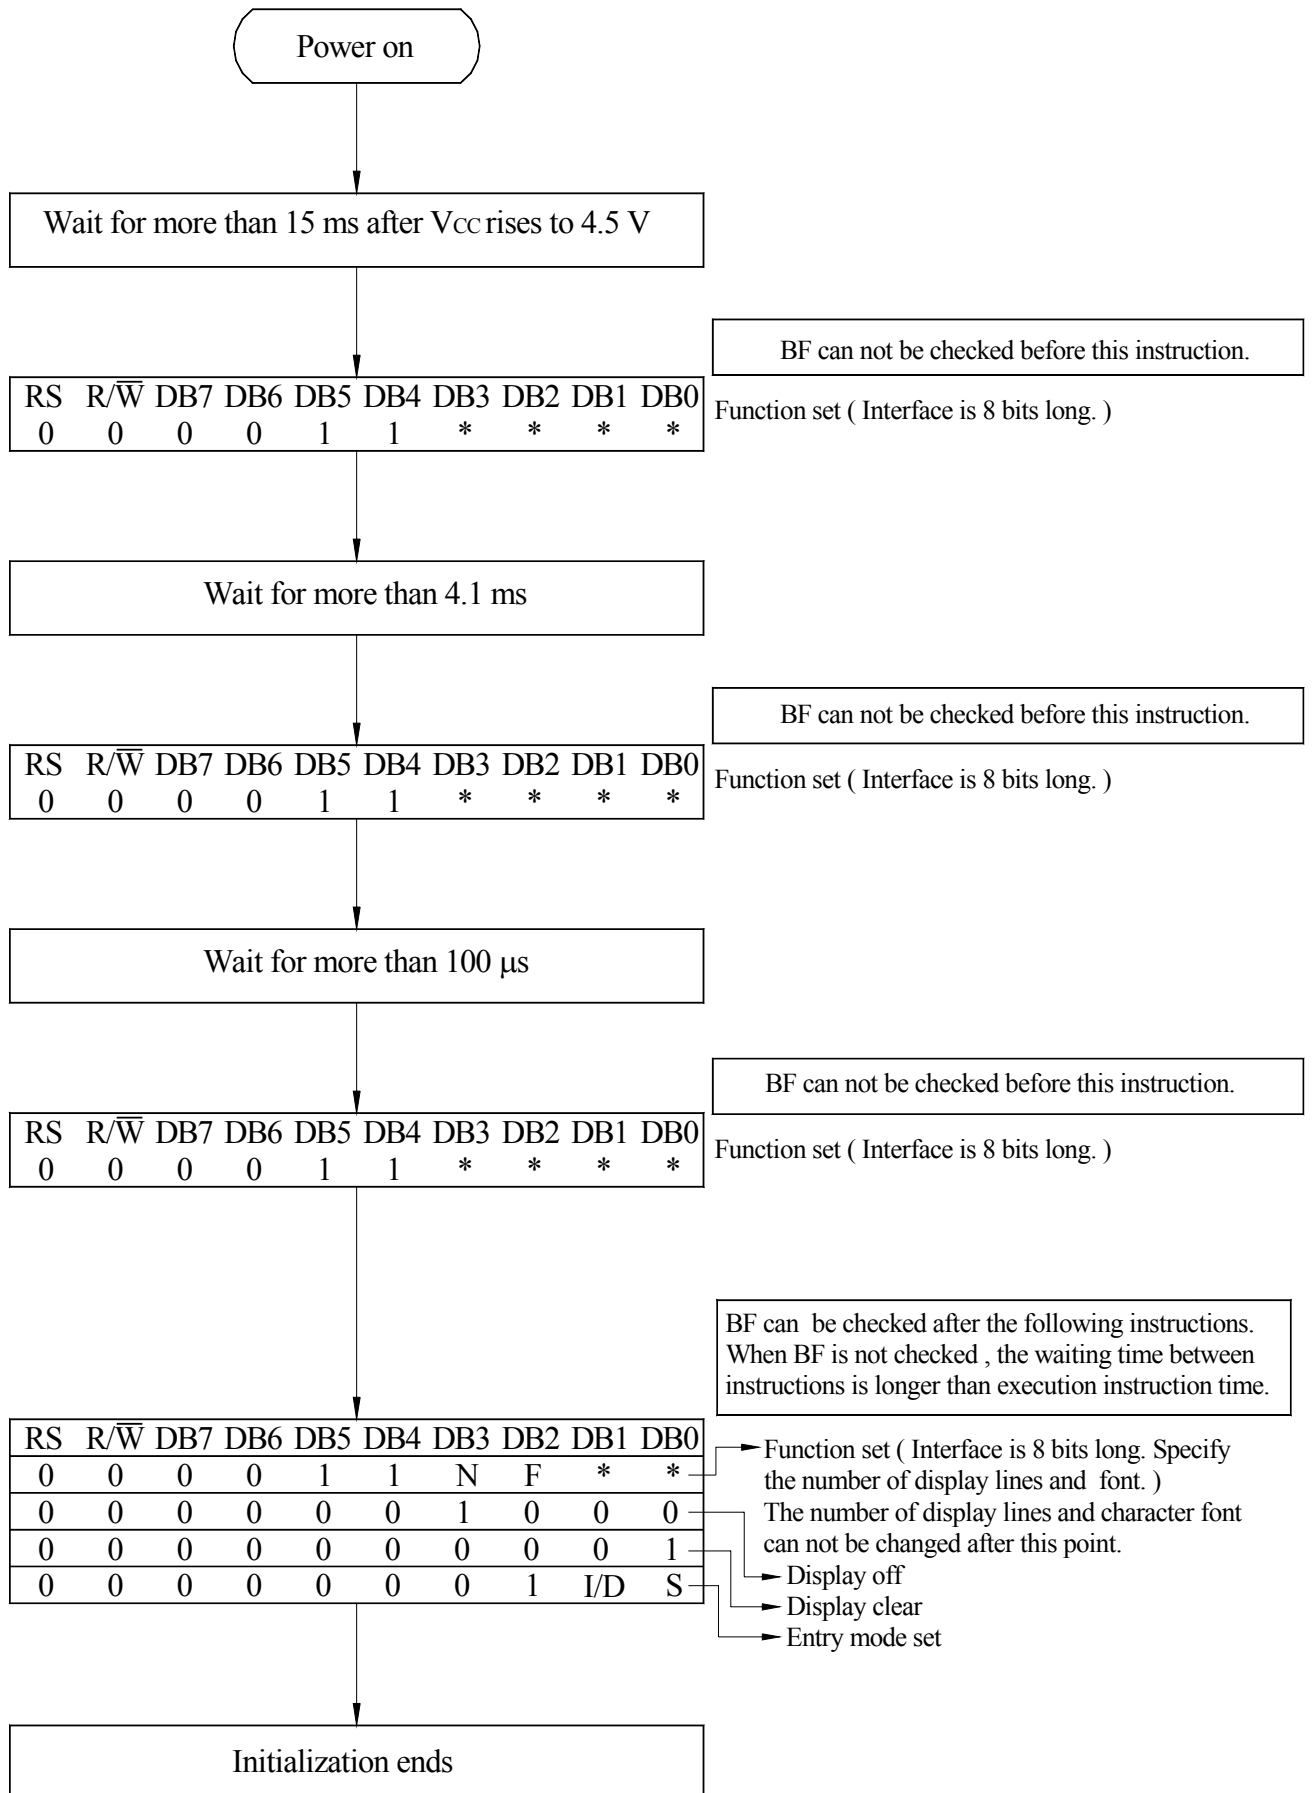 Power on
Wait for more than 15 ms after VCC rises to 4.5 V
BF can not be checked before this instruction.
RS R/W̅ DB7 DB6 DB5 DB4 DB3 DB2 DB1 DB0
0 0 0 0 1 1 * * * *
Function set ( Interface is 8 bits long. )
Wait for more than 4.1 ms
BF can not be checked before this instruction.
RS R/W̅ DB7 DB6 DB5 DB4 DB3 DB2 DB1 DB0
0 0 0 0 1 1 * * * *
Function set ( Interface is 8 bits long. )
Wait for more than 100 μs
BF can not be checked before this instruction.
RS R/W̅ DB7 DB6 DB5 DB4 DB3 DB2 DB1 DB0
0 0 0 0 1 1 * * * *
Function set ( Interface is 8 bits long. )
BF can be checked after the following instructions.
When BF is not checked , the waiting time between
instructions is longer than execution instruction time.
RS R/W̅ DB7 DB6 DB5 DB4 DB3 DB2 DB1 DB0
0 0 0 0 1 1 N F * *
0 0 0 0 0 0 1 0 0 0
0 0 0 0 0 0 0 0 0 1
0 0 0 0 0 0 0 1 I/D S
Function set ( Interface is 8 bits long. Specify
the number of display lines and font. )
The number of display lines and character font
can not be changed after this point.
Display off
Display clear
Entry mode set
Initialization ends